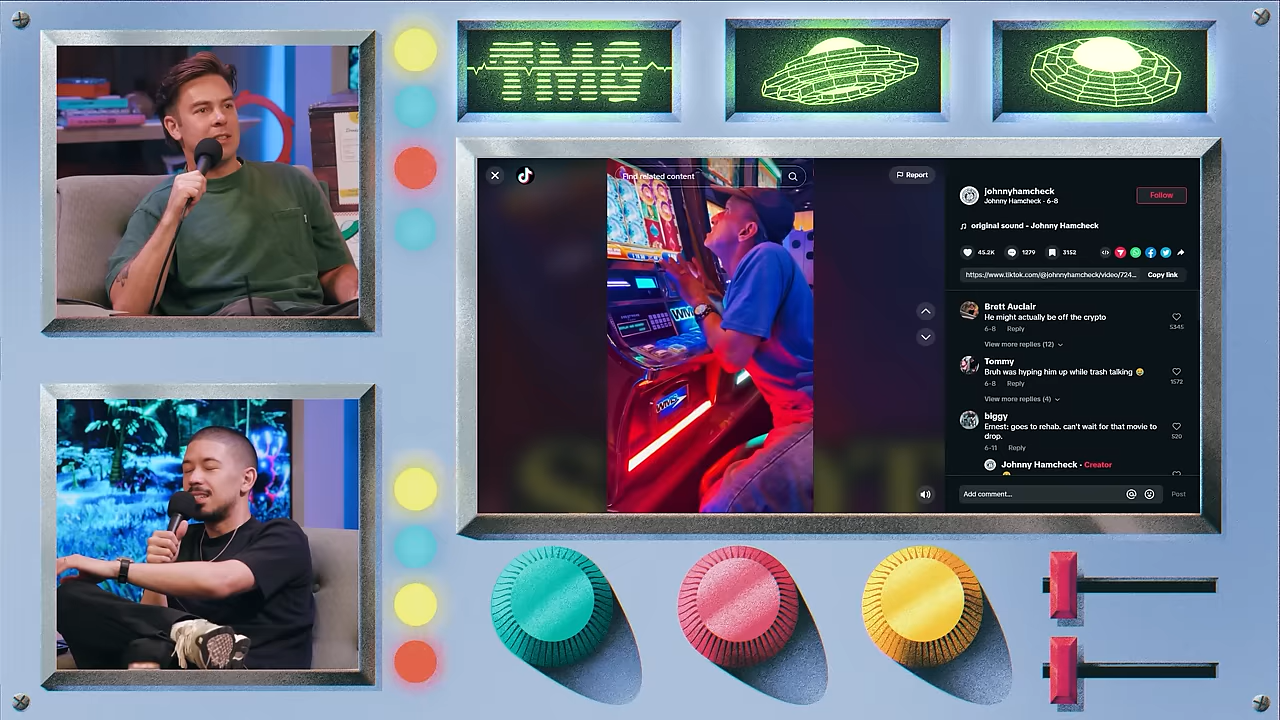 TMG
Find related content
Report
johnnyhamcheck
Johnny Hamcheck · 6-8
Follow
original sound - Johnny Hamcheck
45.2K 1279 3152
https://www.tiktok.com/@johnnyhamcheck/video/724... Copy link
Brett Auclair
He might actually be off the crypto
6-8 Reply
5345
View more replies (12)
Tommy
Bruh was hyping him up while trash talking 😆
6-8 Reply
1572
View more replies (4)
biggy
Ernest: goes to rehab. can't wait for that movie to
drop.
520
6-11 Reply
Johnny Hamcheck · Creator
Add comment... Post
WMS